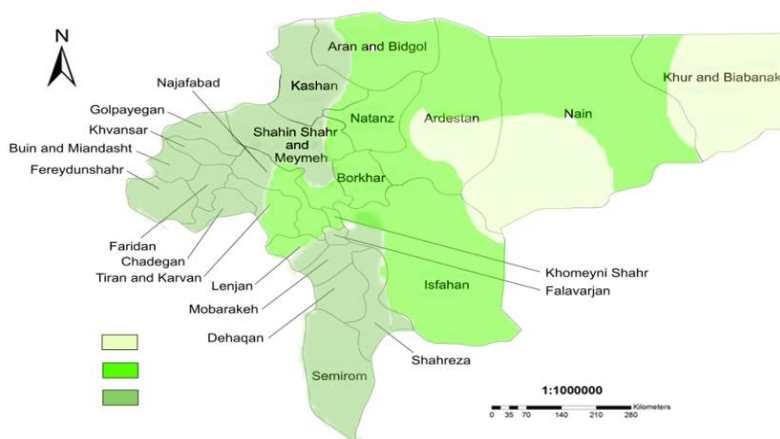 N
Aran and Bidgol
Najafabad
Kashan
Khur and Biabanak
Golpayegan
Khvansar
Shahin Shahr
and
Meymeh
Natanz
Ardestan
Nain
Buin and Miandasht
Fereydunshahr
Borkhar
Faridan
Chadegan
Tiran and Karvan
Lenjan
Khomeyni Shahr
Falavarjan
Isfahan
Mobarakeh
Dehaqan
Shahreza
Semirom
1:1000000
Kilometers
0 35 70 140 210 280